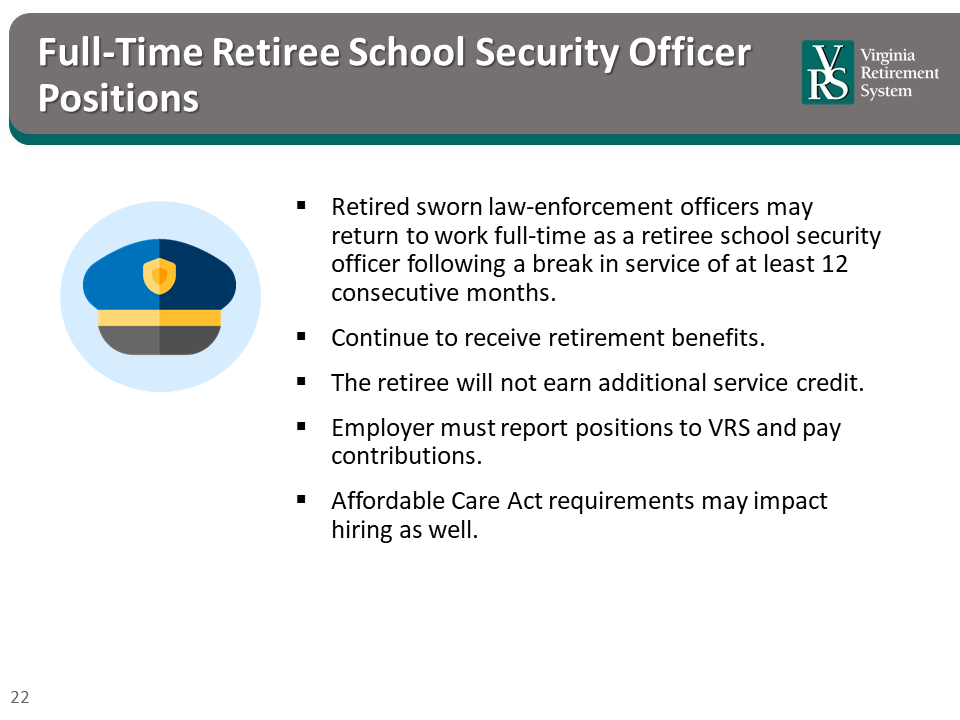 Full-Time Retiree School Security Officer
Positions
VRS
Virginia
Retirement
System
▪ Retired sworn law-enforcement officers may
return to work full-time as a retiree school security
officer following a break in service of at least 12
consecutive months.
▪ Continue to receive retirement benefits.
▪ The retiree will not earn additional service credit.
▪ Employer must report positions to VRS and pay
contributions.
▪ Affordable Care Act requirements may impact
hiring as well.
22